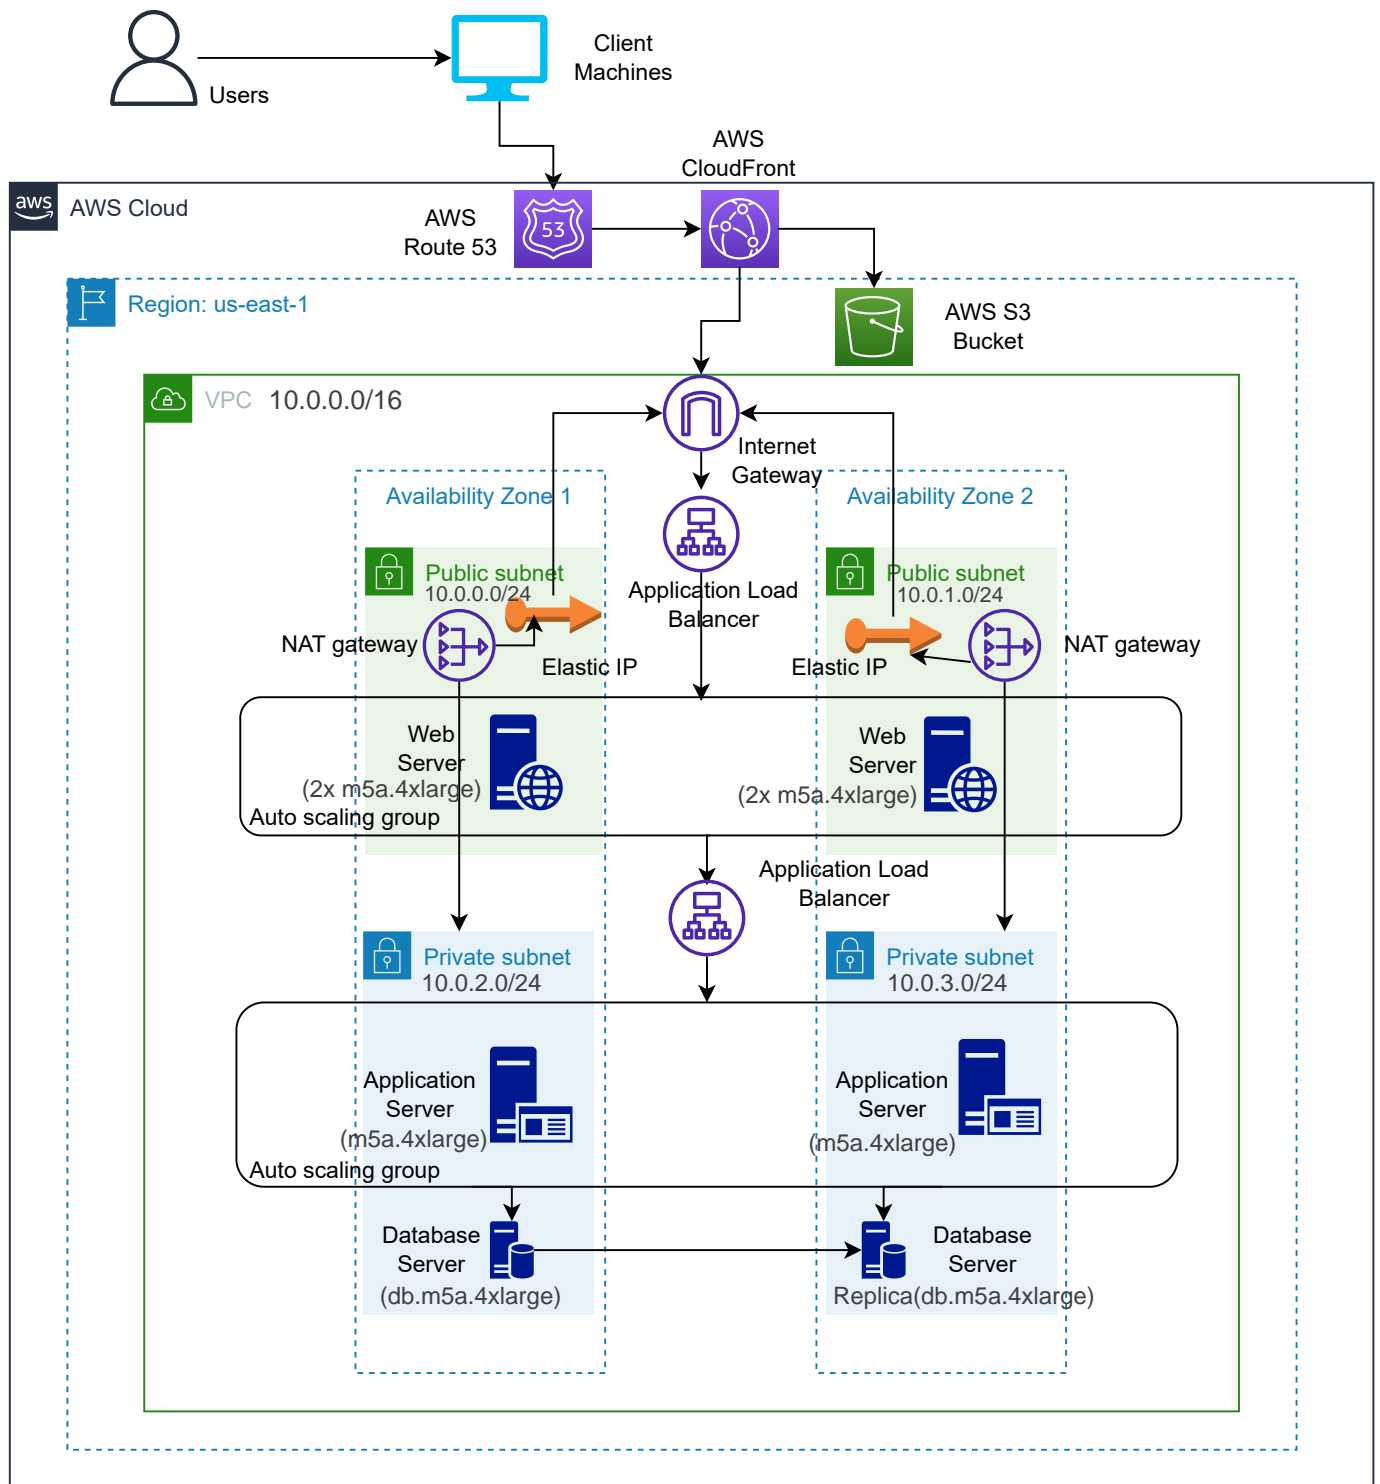 Users
Client
Machines
AWS
CloudFront
aws
AWS Cloud
AWS
Route 53
53
Region: us-east-1
AWS S3
Bucket
VPC
10.0.0.0/16
Internet
Gateway
Availability Zone 1
Availability Zone 2
Public subnet
10.0.0.0/24
Public subnet
10.0.1.0/24
Application Load
Balancer
NAT gateway
Elastic IP
Elastic IP
NAT gateway
Web
Server
(2x m5a.4xlarge)
Web
Server
(2x m5a.4xlarge)
Auto scaling group
Application Load
Balancer
Private subnet
10.0.2.0/24
Private subnet
10.0.3.0/24
Application
Server
(m5a.4xlarge)
Application
Server
(m5a.4xlarge)
Auto scaling group
Database
Server
(db.m5a.4xlarge)
Database
Server
Replica(db.m5a.4xlarge)